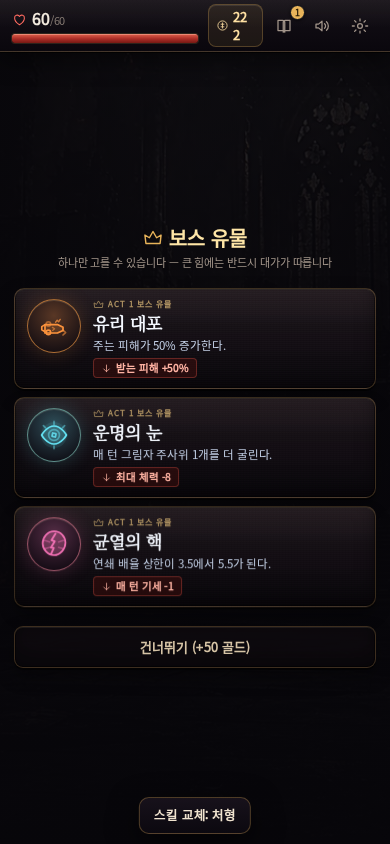 60/60
22
2
1
보스 유물
하나만 고를 수 있습니다 — 큰 힘에는 반드시 대가가 따릅니다
ACT 1 보스 유물
유리 대포
주는 피해가 50% 증가한다.
↓ 받는 피해 +50%
ACT 1 보스 유물
운명의 눈
매 턴 그림자 주사위 1개를 더 굴린다.
↓ 최대 체력 -8
ACT 1 보스 유물
균열의 핵
연쇄 배율 상한이 3.5에서 5.5가 된다.
↓ 매 턴 기세 -1
건너뛰기 (+50 골드)
스킬 교체: 처형